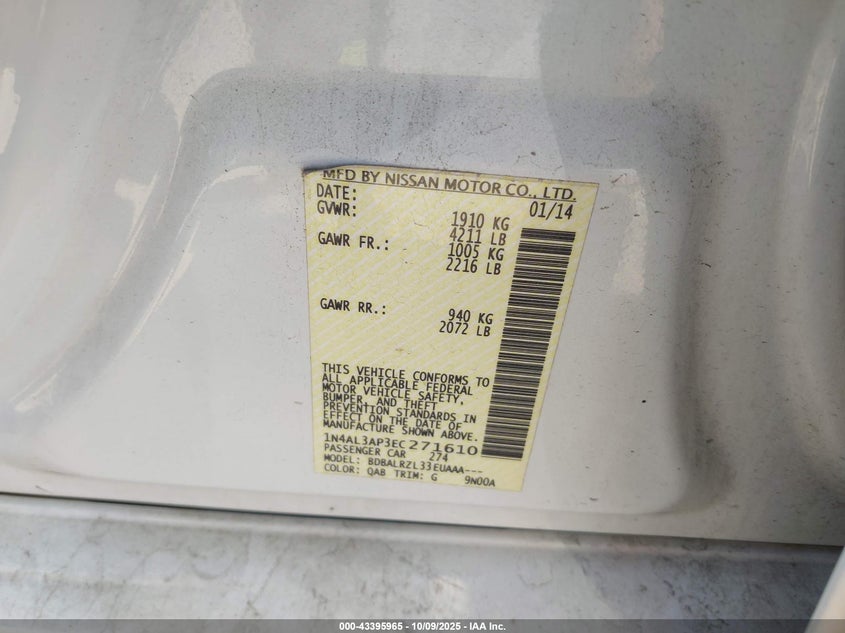 MFD BY NISSAN MOTOR CO., LTD.
DATE: 01/14
GVWR: 1910 KG
4211 LB
GAWR FR.: 1005 KG
2216 LB
GAWR RR.: 940 KG
2072 LB
THIS VEHICLE CONFORMS TO
ALL APPLICABLE FEDERAL
MOTOR VEHICLE SAFETY,
BUMPER, AND THEFT
PREVENTION STANDARDS IN
EFFECT ON THE DATE OF
MANUFACTURE SHOWN ABOVE.
1N4AL3AP3EC271610
PASSENGER CAR 274
MODEL: BDBALRZL33EUAAA---
COLOR: QAB TRIM: G 9N00A
000-43395965 - 10/09/2025 - IAA Inc.